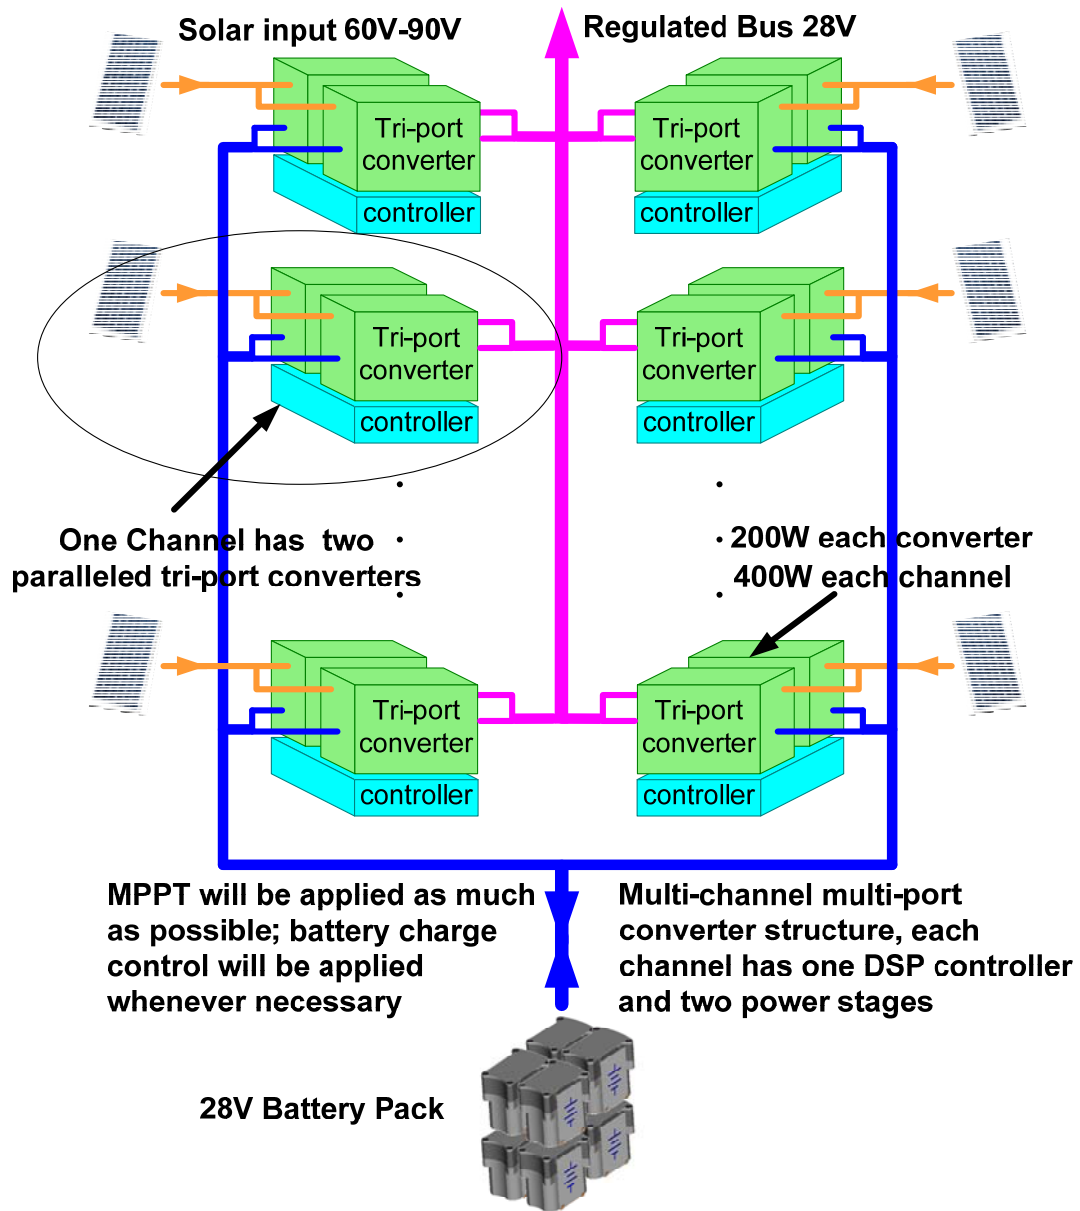 Solar input 60V-90V
Regulated Bus 28V
Tri-port
converter
controller
Tri-port
converter
controller
Tri-port
converter
controller
Tri-port
converter
controller
One Channel has two
paralleled tri-port converters
200W each converter
400W each channel
Tri-port
converter
controller
Tri-port
converter
controller
MPPT will be applied as much
as possible; battery charge
control will be applied
whenever necessary
Multi-channel multi-port
converter structure, each
channel has one DSP controller
and two power stages
28V Battery Pack